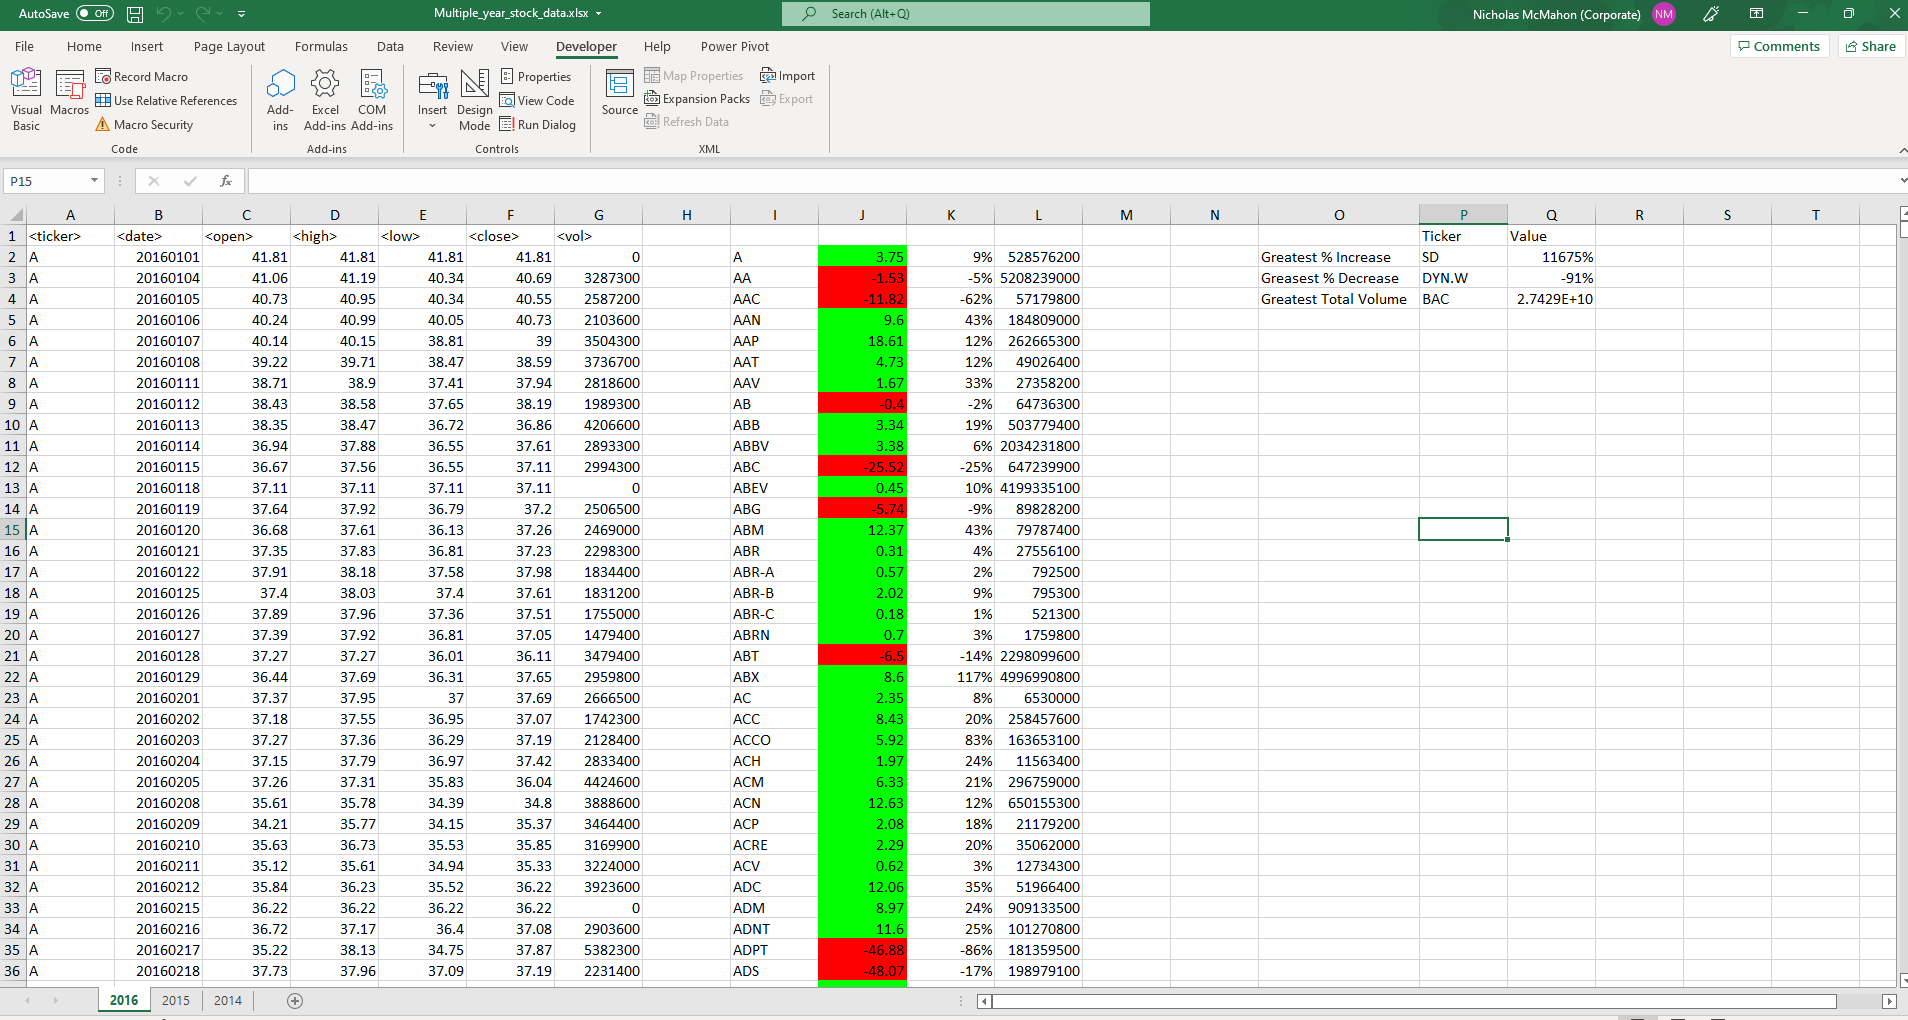 AutoSave Off Multiple_year_stock_data.xlsx Search (Alt+Q) Nicholas McMahon (Corporate) NM
File Home Insert Page Layout Formulas Data Review View Developer Help Power Pivot Comments Share
Visual Basic Macros Record Macro Use Relative References Macro Security
Add-ins Excel Add-ins COM Add-ins
Insert Design Mode Properties View Code Run Dialog
Source Map Properties Expansion Packs Refresh Data Import Export
Code Add-ins Controls XML
P15 fx
A B C D E F G H I J K L M N O P Q R S T
1 <ticker> <date> <open> <high> <low> <close> <vol> Ticker Value
2 A 20160101 41.81 41.81 41.81 41.81 0 A 3.75 9% 528576200 Greatest % Increase SD 11675%
3 A 20160104 41.06 41.19 40.34 40.69 3287300 AA -1.53 -5% 5208239000 Greasest % Decrease DYN.W -91%
4 A 20160105 40.73 40.95 40.34 40.55 2587200 AAC -11.82 -62% 57179800 Greatest Total Volume BAC 2.7429E+10
5 A 20160106 40.24 40.99 40.05 40.73 2103600 AAN 9.6 43% 184809000
6 A 20160107 40.14 40.15 38.81 39 3504300 AAP 18.61 12% 262665300
7 A 20160108 39.22 39.71 38.47 38.59 3736700 AAT 4.73 12% 49026400
8 A 20160111 38.71 38.9 37.41 37.94 2818600 AAV 1.67 33% 27358200
9 A 20160112 38.43 38.58 37.65 38.19 1989300 AB -0.4 -2% 64736300
10 A 20160113 38.35 38.47 36.72 36.86 4206600 ABB 3.34 19% 503779400
11 A 20160114 36.94 37.88 36.55 37.61 2893300 ABBV 3.38 6% 2034231800
12 A 20160115 36.67 37.56 36.55 37.11 2994300 ABC -25.52 -25% 647239900
13 A 20160118 37.11 37.11 37.11 37.11 0 ABEV 0.45 10% 4199335100
14 A 20160119 37.64 37.92 36.79 37.2 2506500 ABG -5.74 -9% 89828200
15 A 20160120 36.68 37.61 36.13 37.26 2469000 ABM 12.37 43% 79787400
16 A 20160121 37.35 37.83 36.81 37.23 2298300 ABR 0.31 4% 27556100
17 A 20160122 37.91 38.18 37.58 37.98 1834400 ABR-A 0.57 2% 792500
18 A 20160125 37.4 38.03 37.4 37.61 1831200 ABR-B 2.02 9% 795300
19 A 20160126 37.89 37.96 37.36 37.51 1755000 ABR-C 0.18 1% 521300
20 A 20160127 37.39 37.92 36.81 37.05 1479400 ABRN 0.7 3% 1759800
21 A 20160128 37.27 37.27 36.01 36.11 3479400 ABT -6.5 -14% 2298099600
22 A 20160129 36.44 37.69 36.31 37.65 2959800 ABX 8.6 117% 4996990800
23 A 20160201 37.37 37.95 37 37.69 2666500 AC 2.35 8% 6530000
24 A 20160202 37.18 37.55 36.95 37.07 1742300 ACC 8.43 20% 258457600
25 A 20160203 37.27 37.36 36.29 37.19 2128400 ACCO 5.92 83% 163653100
26 A 20160204 37.15 37.79 36.97 37.42 2833400 ACH 1.97 24% 11563400
27 A 20160205 37.26 37.31 35.83 36.04 4424600 ACM 6.33 21% 296759000
28 A 20160208 35.61 35.78 34.39 34.8 3888600 ACN 12.63 12% 650155300
29 A 20160209 34.21 35.77 34.15 35.37 3464400 ACP 2.08 18% 21179200
30 A 20160210 35.63 36.73 35.53 35.85 3169900 ACRE 2.29 20% 35062000
31 A 20160211 35.12 35.61 34.94 35.33 3224000 ACV 0.62 3% 12734300
32 A 20160212 35.84 36.23 35.52 36.22 3923600 ADC 12.06 35% 51966400
33 A 20160215 36.22 36.22 36.22 36.22 0 ADM 8.97 24% 909133500
34 A 20160216 36.72 37.17 36.4 37.08 2903600 ADNT 11.6 25% 101270800
35 A 20160217 35.22 38.13 34.75 37.87 5382300 ADPT -46.88 -86% 181359500
36 A 20160218 37.73 37.96 37.09 37.19 2231400 ADS -48.07 -17% 198979100
2016 2015 2014